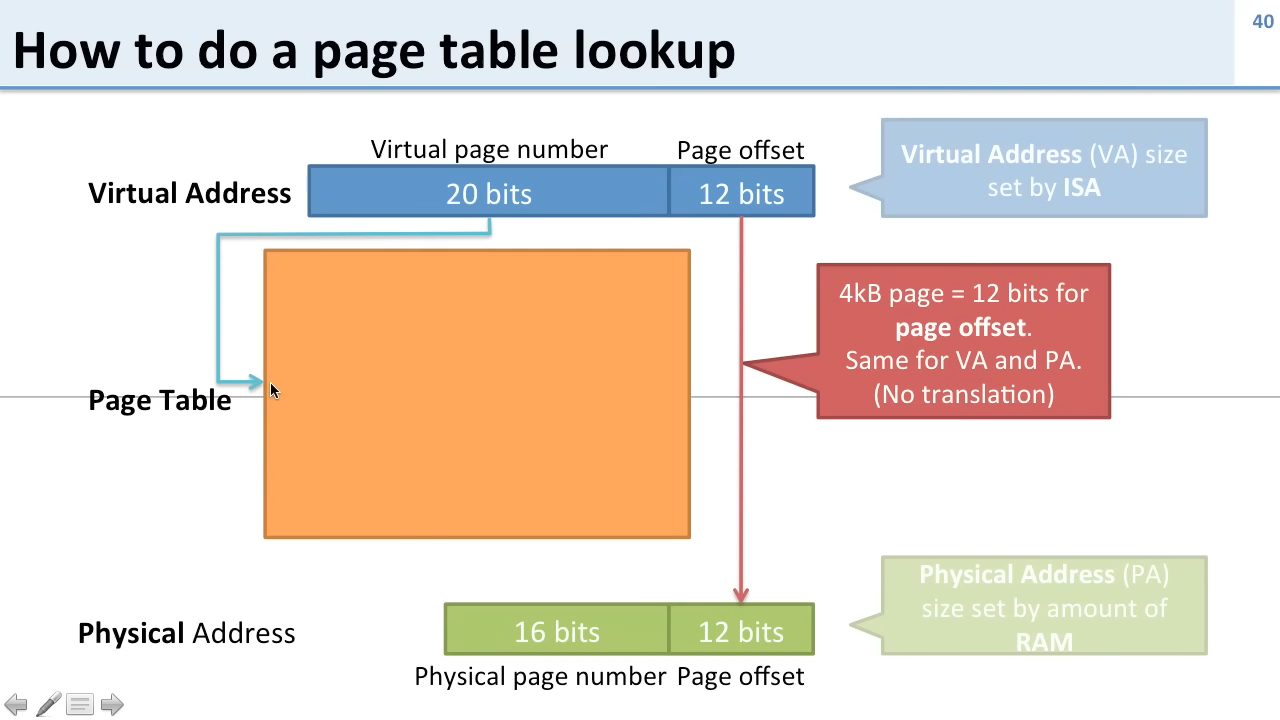 40
How to do a page table lookup
Virtual page number
Page offset
Virtual Address
20 bits
12 bits
Virtual Address (VA) size
set by ISA
4kB page = 12 bits for
page offset.
Same for VA and PA.
(No translation)
Page Table
Physical Address
16 bits
12 bits
Physical Address (PA)
size set by amount of
RAM
Physical page number
Page offset